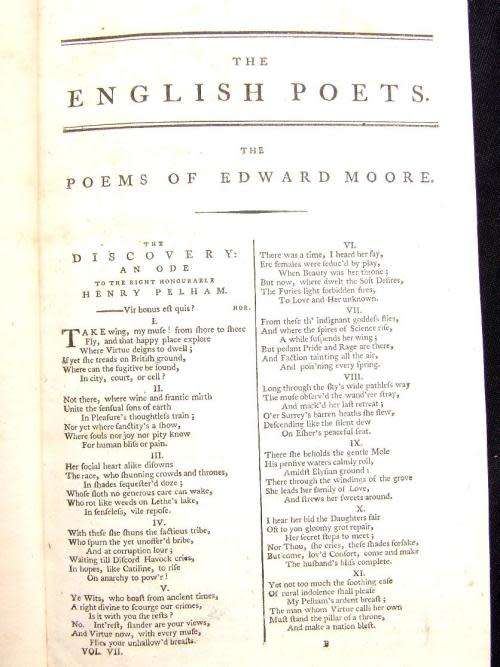 THE
ENGLISH POETS.
THE
POEMS OF EDWARD MOORE.
THE
DISCOVERY:
AN ODE
TO THE RIGHT HONOURABLE
HENRY PELHAM.
——Vir bonus eſt quis? HOR.
I.
TAKE wing, my muſe! from ſhore to ſhore
Fly, and that happy place explore
Where Virtue deigns to dwell;
If yet ſhe treads on Britiſh ground,
Where can the fugitive be found,
In city, court, or cell?
II.
Not there, where wine and frantic mirth
Unite the ſenſual ſons of earth
In Pleaſure's thoughtleſs train;
Nor yet where ſanctity's a ſhow,
Where ſouls nor joy nor pity know
For human bliſs or pain.
III.
Her ſocial heart alike diſowns
The race, who ſhunning crowds and thrones,
In ſhades ſequeſter'd doze;
Whoſe ſloth no generous care can wake,
Who rot like weeds on Lethe's lake,
In ſenſeleſs, vile repoſe.
IV.
With theſe ſhe ſhuns the factious tribe,
Who ſpurn the yet unoffer'd bribe,
And at corruption lour;
Waiting till Diſcord Havock cries,
In hopes, like Catiline, to riſe
On anarchy to pow'r!
V.
Ye Wits, who boaſt from ancient times,
A right divine to ſcourge our crimes,
Is it with you ſhe reſts?
No. Int'reſt, ſlander are your views,
And Virtue now, with every muſe,
Flies your unhallow'd breaſts.
VOL. VII.
VI.
There was a time, I heard her ſay,
Ere females were ſeduc'd by play,
When Beauty was her throne;
But now, where dwelt the Soft Deſires,
The Furies light forbidden fires,
To Love and Her unknown.
VII.
From theſe th' indignant goddeſs flies,
And where the ſpires of Science riſe,
A while ſuſpends her wing;
But pedant Pride and Rage are there,
And Faction tainting all the air,
And poiſ'ning every ſpring.
VIII.
Long through the ſky's wide pathleſs way
The muſe obſerv'd the wand'rer ſtray,
And mark'd her laſt retreat;
O'er Surrey's barren heaths ſhe flew,
Deſcending like the ſilent dew
On Eſher's peaceful ſeat.
IX.
There ſhe beholds the gentle Mole
His penſive waters calmly roll,
Amidſt Elyſian ground:
There through the windings of the grove
She leads her family of Love,
And ſtrews her ſweets around.
X.
I hear her bid the Daughters fair
Oft to yon gloomy grot repair,
Her ſecret ſteps to meet;
Nor Thou, ſhe cries, theſe ſhades forſake,
But come, lov'd Conſort, come and make
The huſband's bliſs complete.
XI.
Yet not too much the ſoothing eaſe
Of rural indolence ſhall pleaſe
My Pelham's ardent breaſt;
The man whom Virtue calls her own
Muſt ſtand the pillar of a throne,
And make a nation bleſt.
B